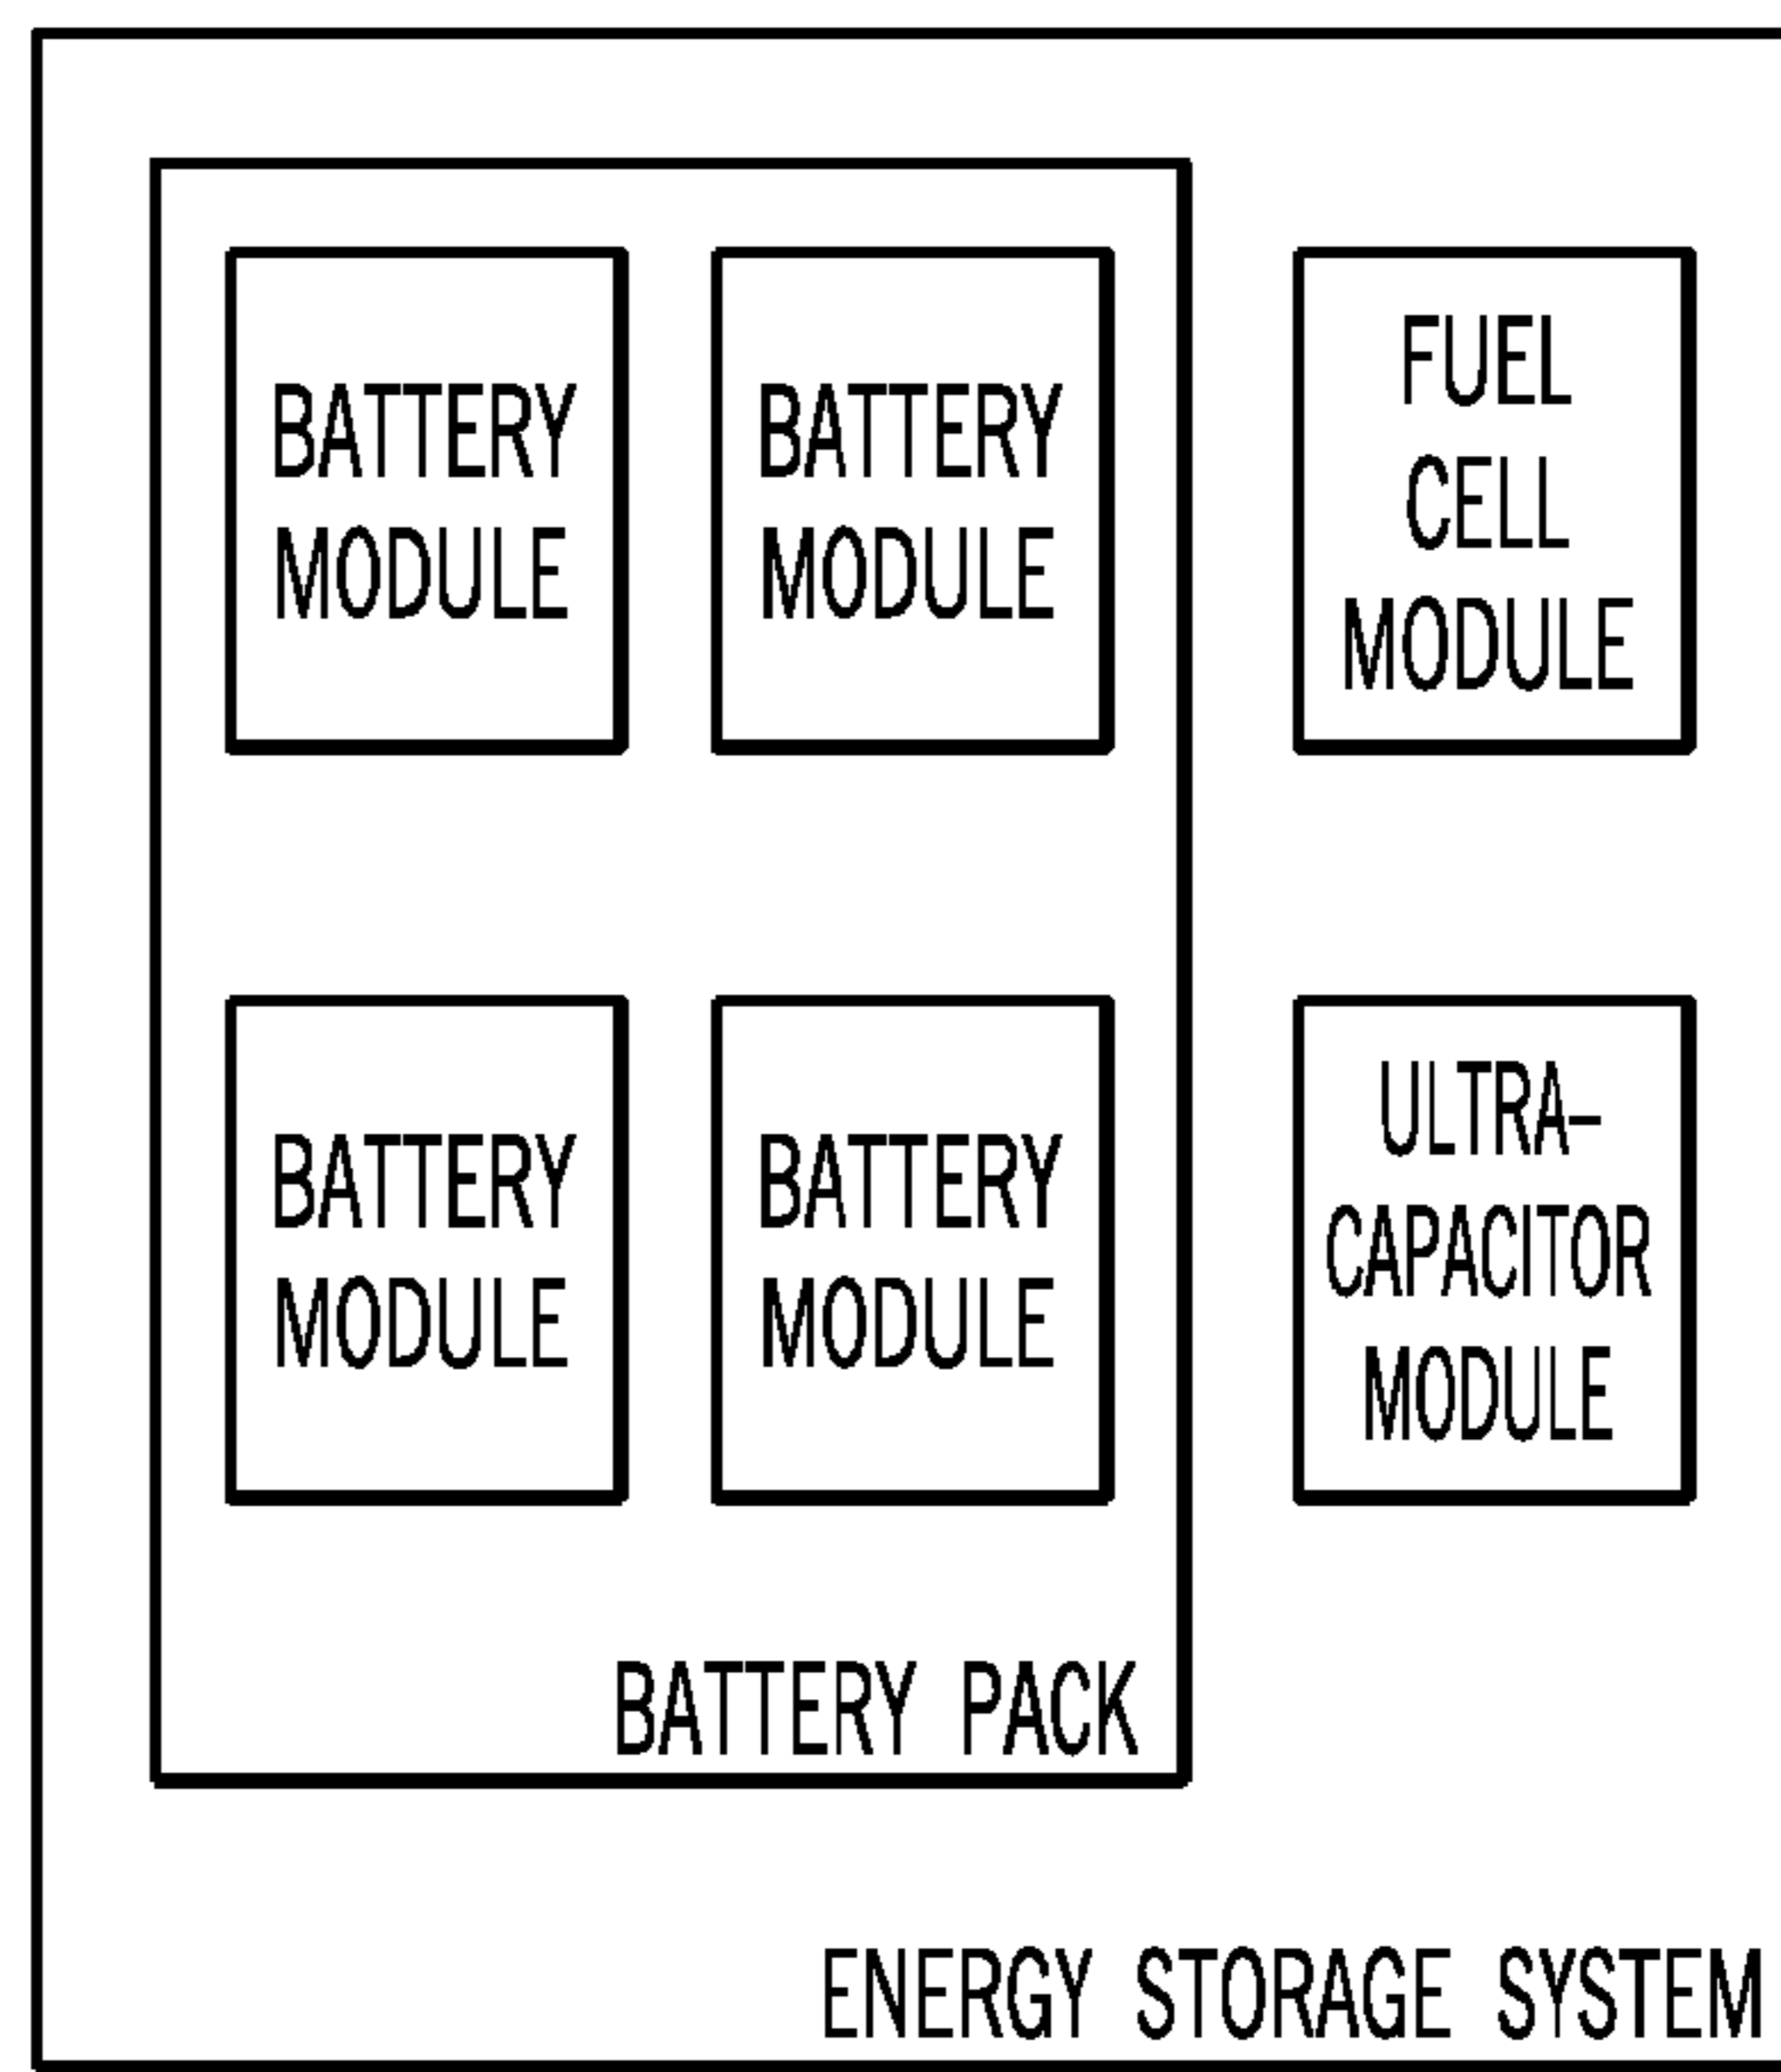 BATTERY
MODULE
BATTERY
MODULE
FUEL
CELL
MODULE
BATTERY
MODULE
BATTERY
MODULE
ULTRA-
CAPACITOR
MODULE
BATTERY PACK
ENERGY STORAGE SYSTEM